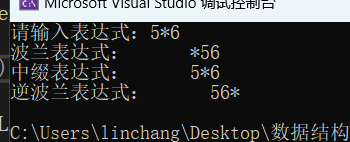 Microsoft Visual Studio 调试控制台
请输入表达式：5*6
波兰表达式：       *56
中缀表达式：       5*6
逆波兰表达式：       56*
C:\Users\linchang\Desktop\数据结构